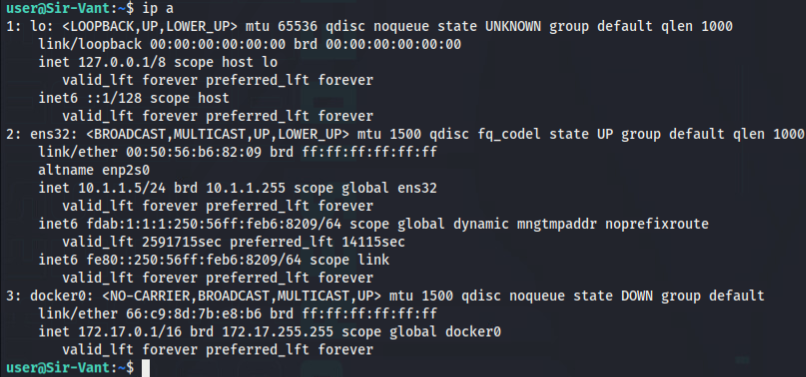 user@Sir-Vant:~$ ip a
1: lo: <LOOPBACK,UP,LOWER_UP> mtu 65536 qdisc noqueue state UNKNOWN group default qlen 1000
link/loopback 00:00:00:00:00:00 brd 00:00:00:00:00:00
inet 127.0.0.1/8 scope host lo
valid_lft forever preferred_lft forever
inet6 ::1/128 scope host
valid_lft forever preferred_lft forever
2: ens32: <BROADCAST,MULTICAST,UP,LOWER_UP> mtu 1500 qdisc fq_codel state UP group default qlen 1000
link/ether 00:50:56:b6:82:09 brd ff:ff:ff:ff:ff:ff
altname enp2s0
inet 10.1.1.5/24 brd 10.1.1.255 scope global ens32
valid_lft forever preferred_lft forever
inet6 fdab:1:1:1:250:56ff:feb6:8209/64 scope global dynamic mngtmpaddr noprefixroute
valid_lft 2591715sec preferred_lft 14115sec
inet6 fe80::250:56ff:feb6:8209/64 scope link
valid_lft forever preferred_lft forever
3: docker0: <NO-CARRIER,BROADCAST,MULTICAST,UP> mtu 1500 qdisc noqueue state DOWN group default
link/ether 66:c9:8d:7b:e8:b6 brd ff:ff:ff:ff:ff:ff
inet 172.17.0.1/16 brd 172.17.255.255 scope global docker0
valid_lft forever preferred_lft forever
user@Sir-Vant:~$